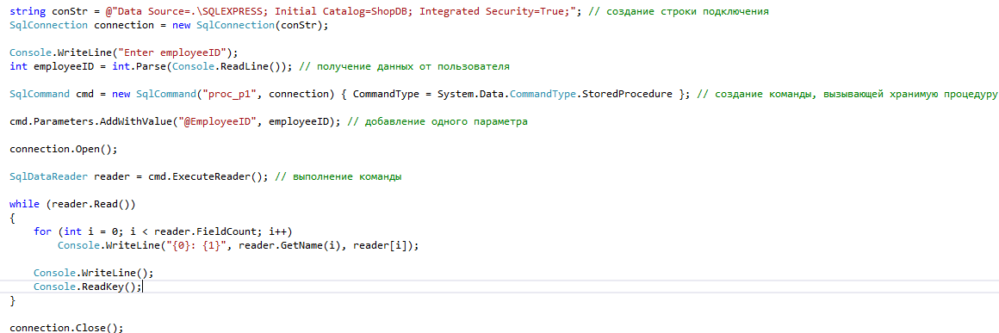 string conStr = @"Data Source=.\SQLEXPRESS; Initial Catalog=ShopDB; Integrated Security=True;"; // создание строки подключения
SqlConnection connection = new SqlConnection(conStr);
Console.WriteLine("Enter employeeID");
int employeeID = int.Parse(Console.ReadLine()); // получение данных от пользователя
SqlCommand cmd = new SqlCommand("proc_p1", connection) { CommandType = System.Data.CommandType.StoredProcedure }; // создание команды, вызывающей хранимую процедуру
cmd.Parameters.AddWithValue("@EmployeeID", employeeID); // добавление одного параметра
connection.Open();
SqlDataReader reader = cmd.ExecuteReader(); // выполнение команды
while (reader.Read())
{
    for (int i = 0; i < reader.FieldCount; i++)
        Console.WriteLine("{0}: {1}", reader.GetName(i), reader[i]);
    Console.WriteLine();
    Console.ReadKey();
}
connection.Close();